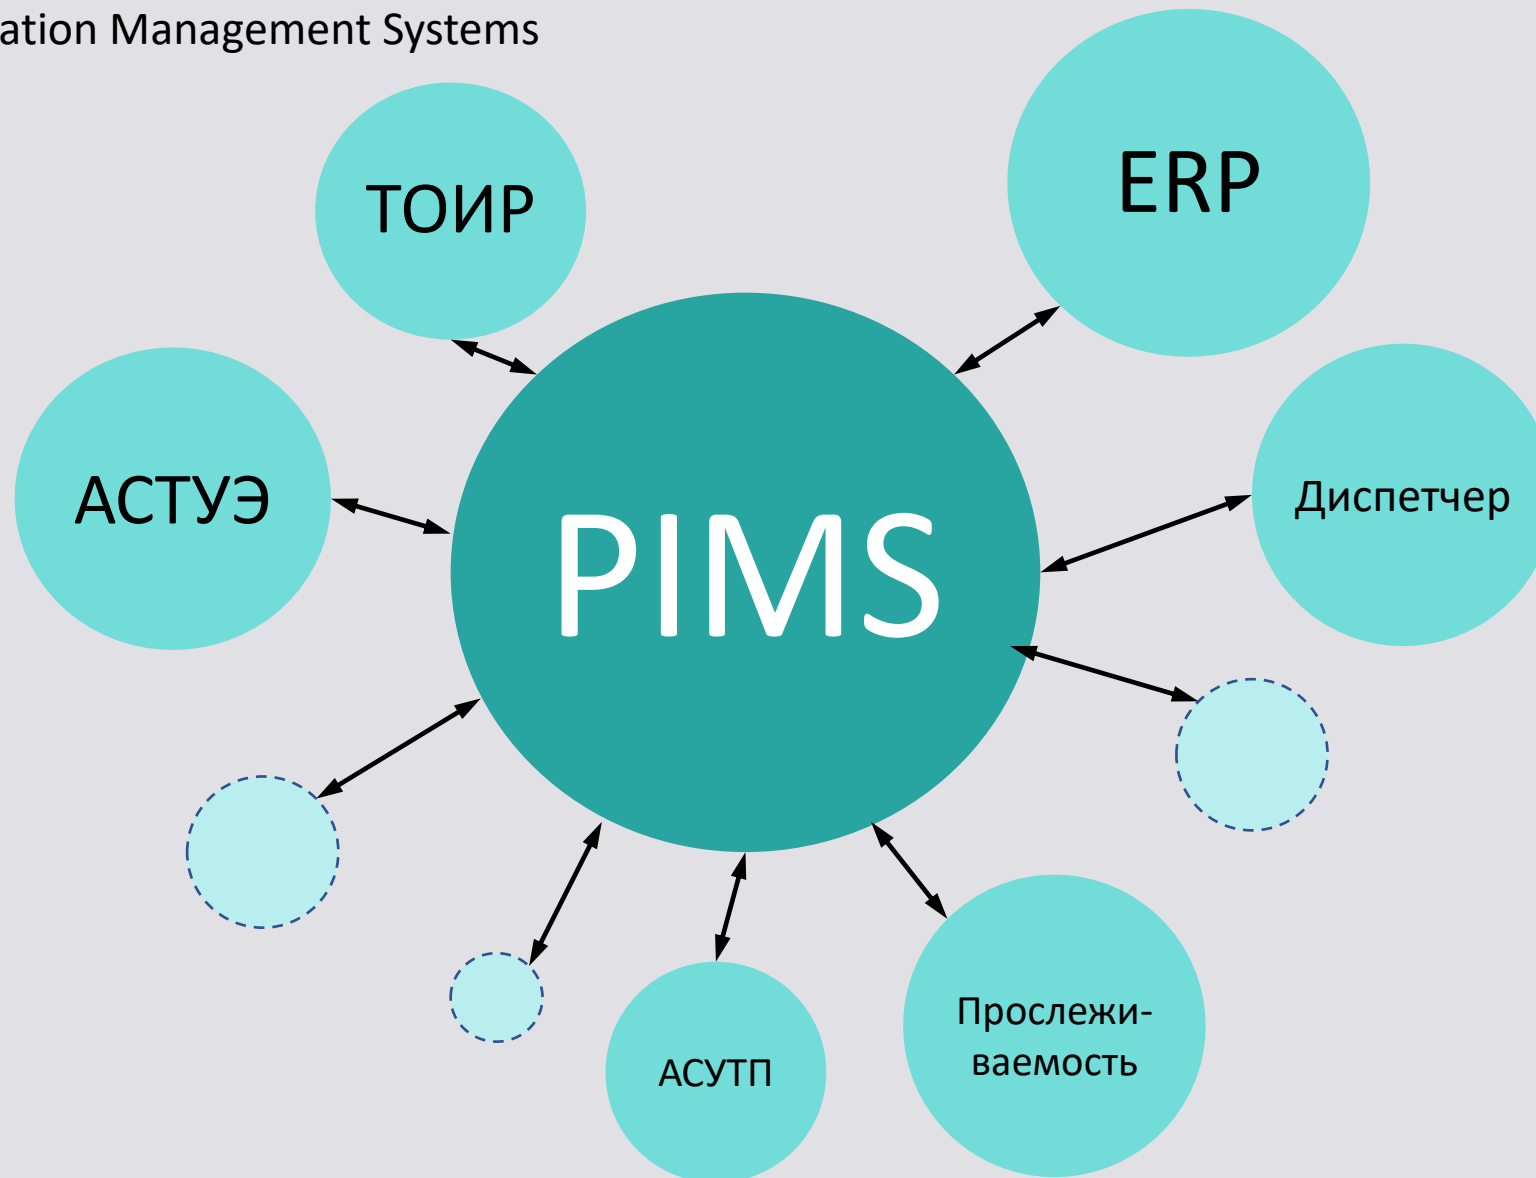 ation Management Systems
ТОИР
ERP
АСТУЭ
Диспетчер
PIMS
Прослежи-
ваемость
АСУТП